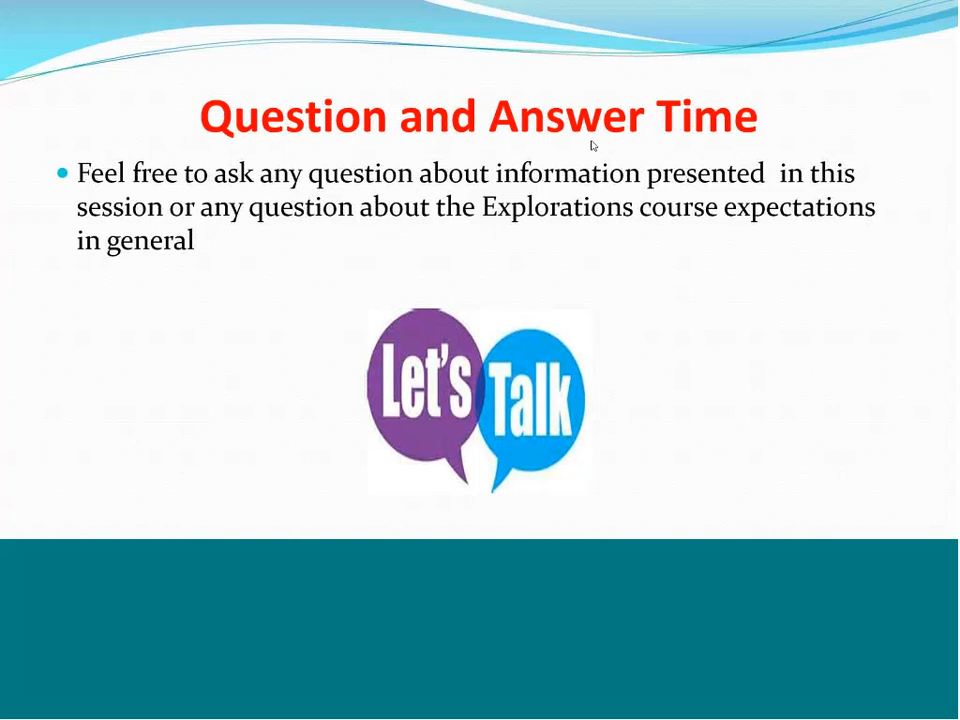 Question and Answer Time
Feel free to ask any question about information presented  in this
session or any question about the Explorations course expectations
in general
Let's Talk